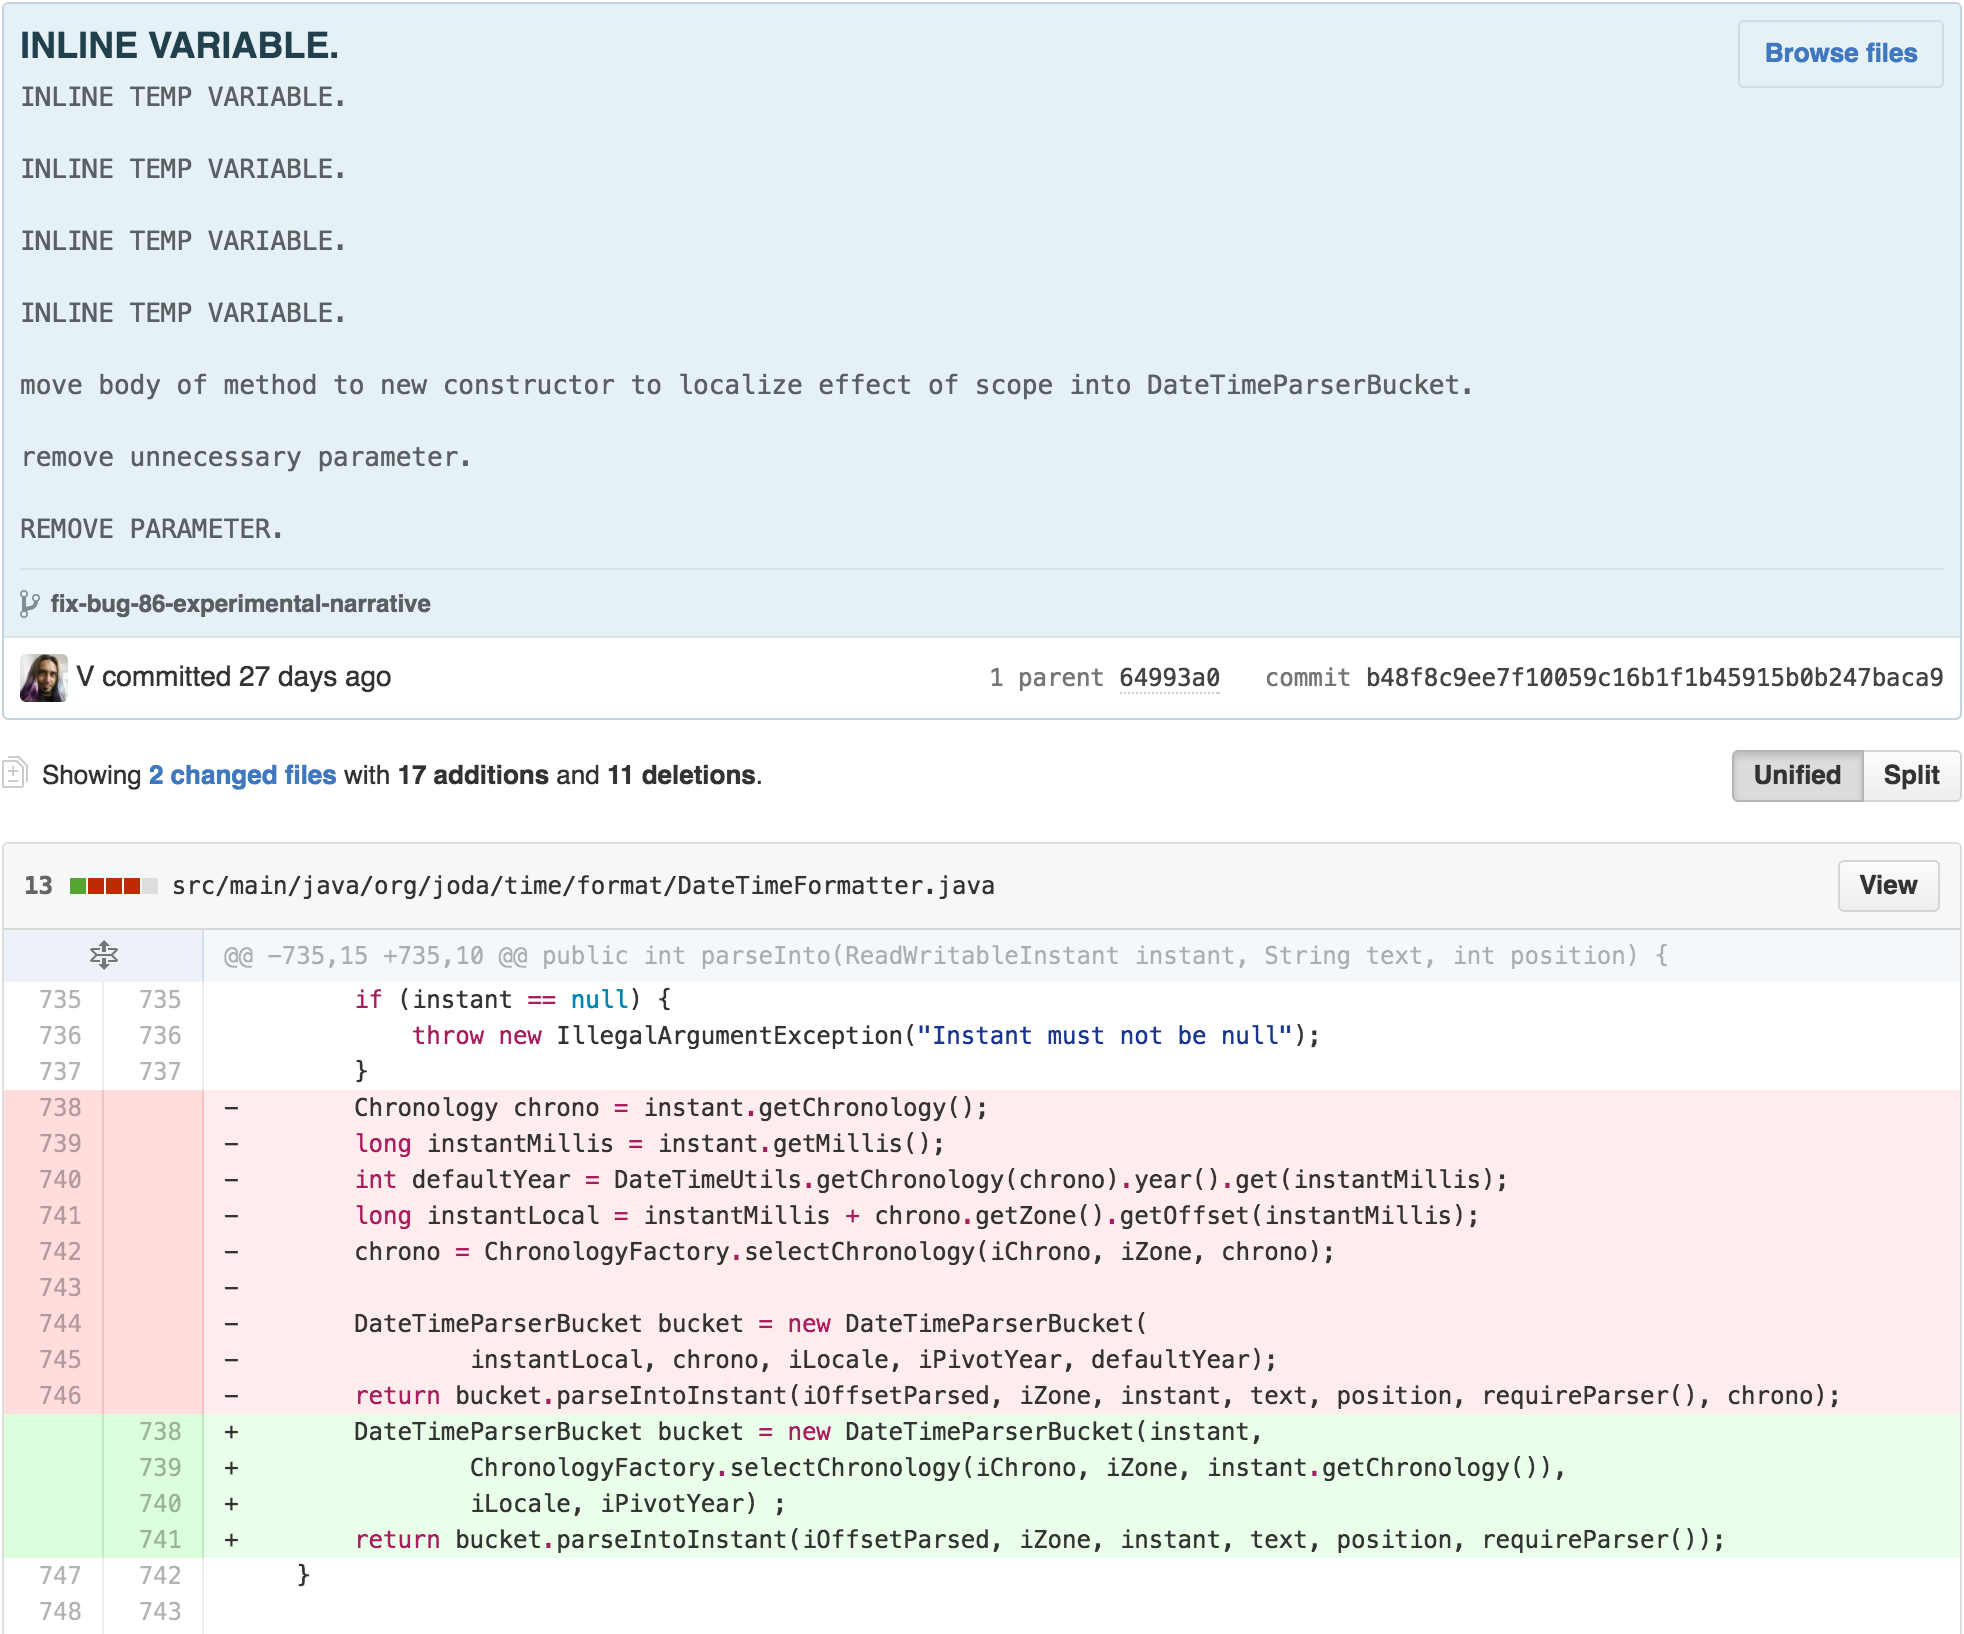 INLINE VARIABLE.
Browse files
INLINE TEMP VARIABLE.
INLINE TEMP VARIABLE.
INLINE TEMP VARIABLE.
INLINE TEMP VARIABLE.
move body of method to new constructor to localize effect of scope into DateTimeParserBucket.
remove unnecessary parameter.
REMOVE PARAMETER.
fix-bug-86-experimental-narrative
V committed 27 days ago 1 parent 64993a0 commit b48f8c9ee7f10059c16b1f1b45915b0b247baca9
Showing 2 changed files with 17 additions and 11 deletions. Unified Split
13 src/main/java/org/joda/time/format/DateTimeFormatter.java View
@@ -735,15 +735,10 @@ public int parseInto(ReadWritableInstant instant, String text, int position) {
735 735 if (instant == null) {
736 736 throw new IllegalArgumentException("Instant must not be null");
737 737 }
738 - Chronology chrono = instant.getChronology();
739 - long instantMillis = instant.getMillis();
740 - int defaultYear = DateTimeUtils.getChronology(chrono).year().get(instantMillis);
741 - long instantLocal = instantMillis + chrono.getZone().getOffset(instantMillis);
742 - chrono = ChronologyFactory.selectChronology(iChrono, iZone, chrono);
743 -
744 - DateTimeParserBucket bucket = new DateTimeParserBucket(
745 - instantLocal, chrono, iLocale, iPivotYear, defaultYear);
746 - return bucket.parseIntoInstant(iOffsetParsed, iZone, instant, text, position, requireParser(), chrono);
738 + DateTimeParserBucket bucket = new DateTimeParserBucket(instant,
739 + ChronologyFactory.selectChronology(iChrono, iZone, instant.getChronology()),
740 + iLocale, iPivotYear) ;
741 + return bucket.parseIntoInstant(iOffsetParsed, iZone, instant, text, position, requireParser());
747 742 }
748 743